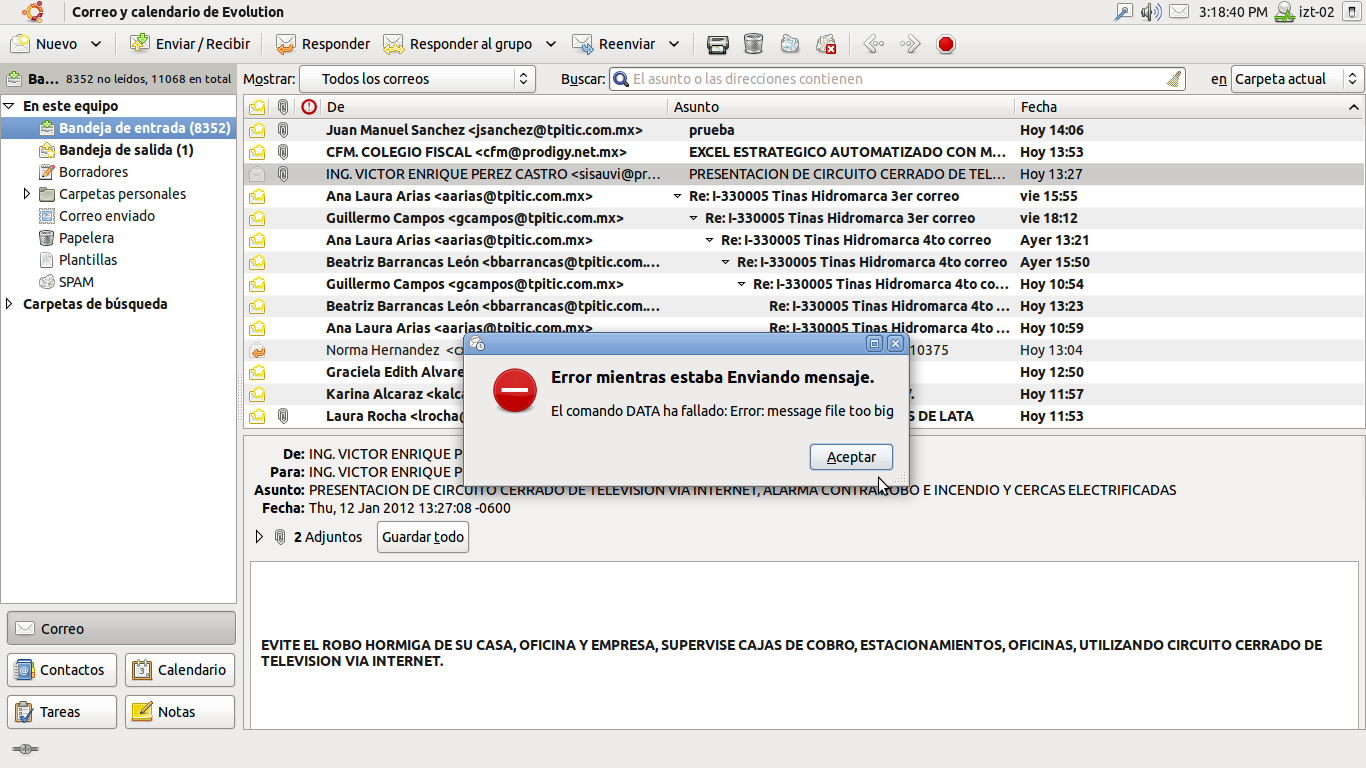 Correo y calendario de Evolution
3:18:40 PM izt-02
Nuevo Enviar / Recibir Responder Responder al grupo Reenviar
Ba... 8352 no leídos, 11068 en total
Mostrar: Todos los correos Buscar: El asunto o las direcciones contienen en Carpeta actual
En este equipo
Bandeja de entrada (8352)
Bandeja de salida (1)
Borradores
Carpetas personales
Correo enviado
Papelera
Plantillas
SPAM
Carpetas de búsqueda
De Asunto Fecha
Juan Manuel Sanchez <jsanchez@tpitic.com.mx> prueba Hoy 14:06
CFM. COLEGIO FISCAL <cfm@prodigy.net.mx> EXCEL ESTRATEGICO AUTOMATIZADO CON M... Hoy 13:53
ING. VICTOR ENRIQUE PEREZ CASTRO <sisauvi@pr... PRESENTACION DE CIRCUITO CERRADO DE TEL... Hoy 13:27
Ana Laura Arias <aarias@tpitic.com.mx> Re: I-330005 Tinas Hidromarca 3er correo vie 15:55
Guillermo Campos <gcampos@tpitic.com.mx> Re: I-330005 Tinas Hidromarca 3er correo vie 18:12
Ana Laura Arias <aarias@tpitic.com.mx> Re: I-330005 Tinas Hidromarca 4to correo Ayer 13:21
Beatriz Barrancas León <bbarrancas@tpitic.com.... Re: I-330005 Tinas Hidromarca 4to correo Ayer 15:50
Guillermo Campos <gcampos@tpitic.com.mx> Re: I-330005 Tinas Hidromarca 4to co... Hoy 10:54
Beatriz Barrancas León <bbarrancas@tpitic.com.... Re: I-330005 Tinas Hidromarca 4to ... Hoy 13:23
Ana Laura Arias <aarias@tpitic.com.mx> Re: I-330005 Tinas Hidromarca 4to ... Hoy 10:59
Norma Hernandez 10375 Hoy 13:04
Graciela Edith Alvare Hoy 12:50
Karina Alcaraz <kalc V. Hoy 11:57
Laura Rocha <lrocha S DE LATA Hoy 11:53
Error mientras estaba Enviando mensaje.
El comando DATA ha fallado: Error: message file too big
Aceptar
De: ING. VICTOR ENRIQUE P
Para: ING. VICTOR ENRIQUE P
Asunto: PRESENTACION DE CIRCUITO CERRADO DE TELEVISION VIA INTERNET, ALARMA CONTRA ROBO E INCENDIO Y CERCAS ELECTRIFICADAS
Fecha: Thu, 12 Jan 2012 13:27:08 -0600
2 Adjuntos Guardar todo
EVITE EL ROBO HORMIGA DE SU CASA, OFICINA Y EMPRESA, SUPERVISE CAJAS DE COBRO, ESTACIONAMIENTOS, OFICINAS, UTILIZANDO CIRCUITO CERRADO DE
TELEVISION VIA INTERNET.
Correo
Contactos Calendario
Tareas Notas